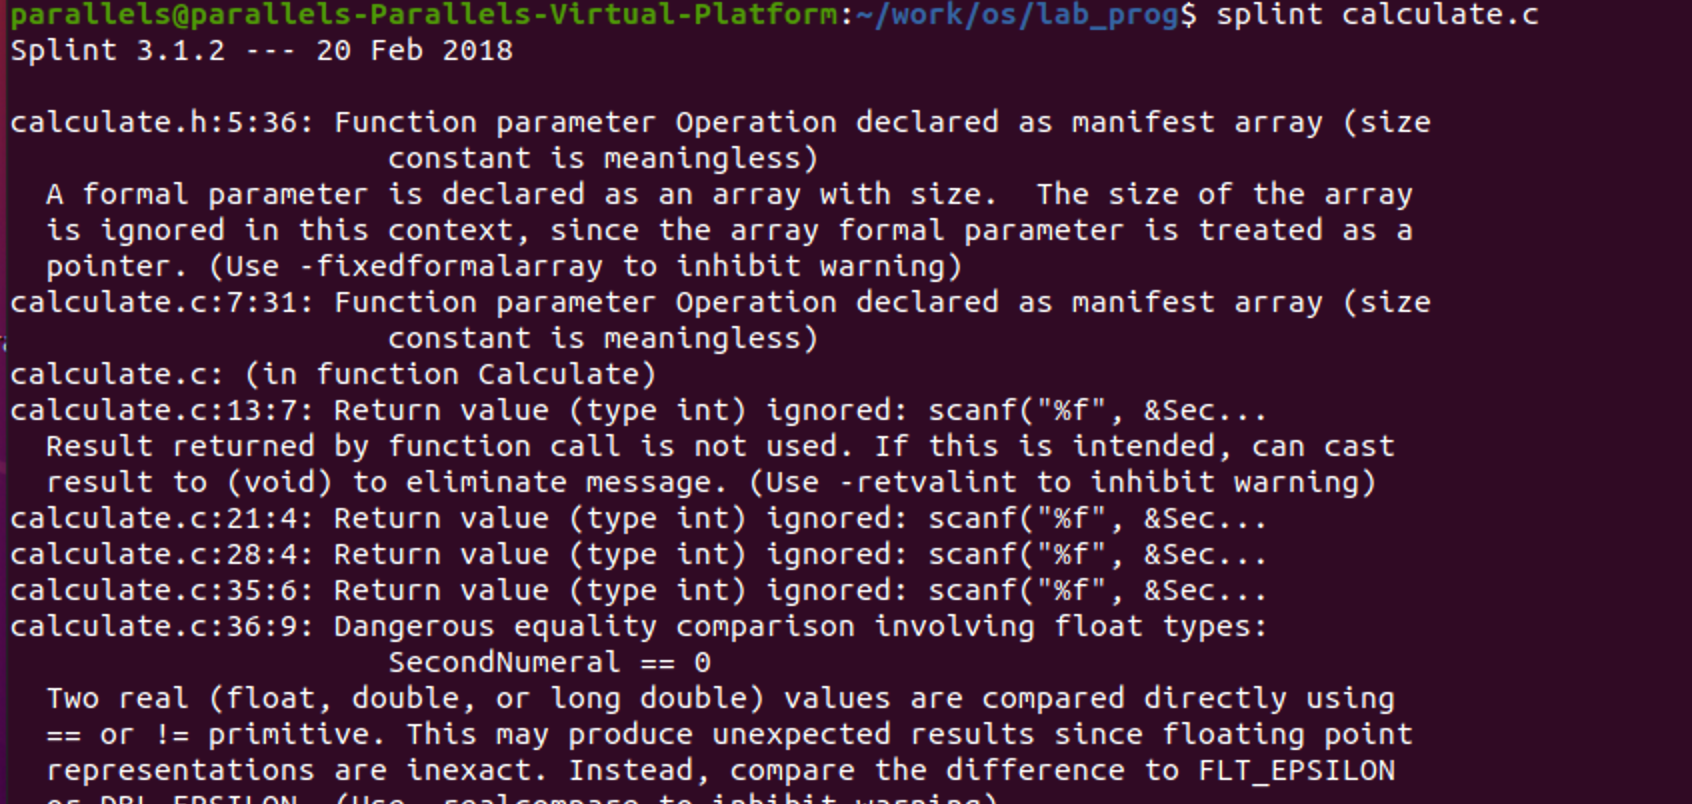 parallels@parallels-Parallels-Virtual-Platform:~/work/os/lab_prog$ splint calculate.c
Splint 3.1.2 --- 20 Feb 2018

calculate.h:5:36: Function parameter Operation declared as manifest array (size
                     constant is meaningless)
  A formal parameter is declared as an array with size.  The size of the array
  is ignored in this context, since the array formal parameter is treated as a
  pointer. (Use -fixedformalarray to inhibit warning)
calculate.c:7:31: Function parameter Operation declared as manifest array (size
                     constant is meaningless)
calculate.c: (in function Calculate)
calculate.c:13:7: Return value (type int) ignored: scanf("%f", &Sec...
  Result returned by function call is not used. If this is intended, can cast
  result to (void) to eliminate message. (Use -retvalint to inhibit warning)
calculate.c:21:4: Return value (type int) ignored: scanf("%f", &Sec...
calculate.c:28:4: Return value (type int) ignored: scanf("%f", &Sec...
calculate.c:35:6: Return value (type int) ignored: scanf("%f", &Sec...
calculate.c:36:9: Dangerous equality comparison involving float types:
                     SecondNumeral == 0
  Two real (float, double, or long double) values are compared directly using
  == or != primitive. This may produce unexpected results since floating point
  representations are inexact. Instead, compare the difference to FLT_EPSILON
  or DBL_EPSILON. (Use -realcompare to inhibit warning)